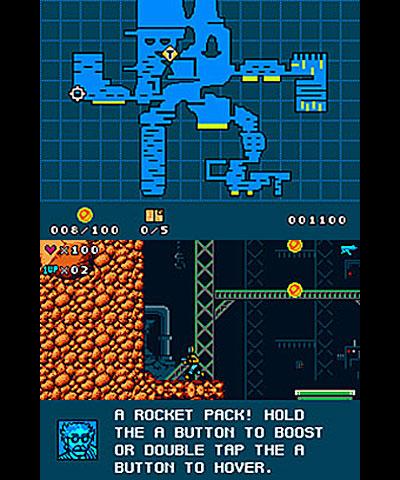 T
008/100 0/5 001100
×100
1UP×02
A ROCKET PACK! HOLD
THE A BUTTON TO BOOST
OR DOUBLE TAP THE A
BUTTON TO HOVER.